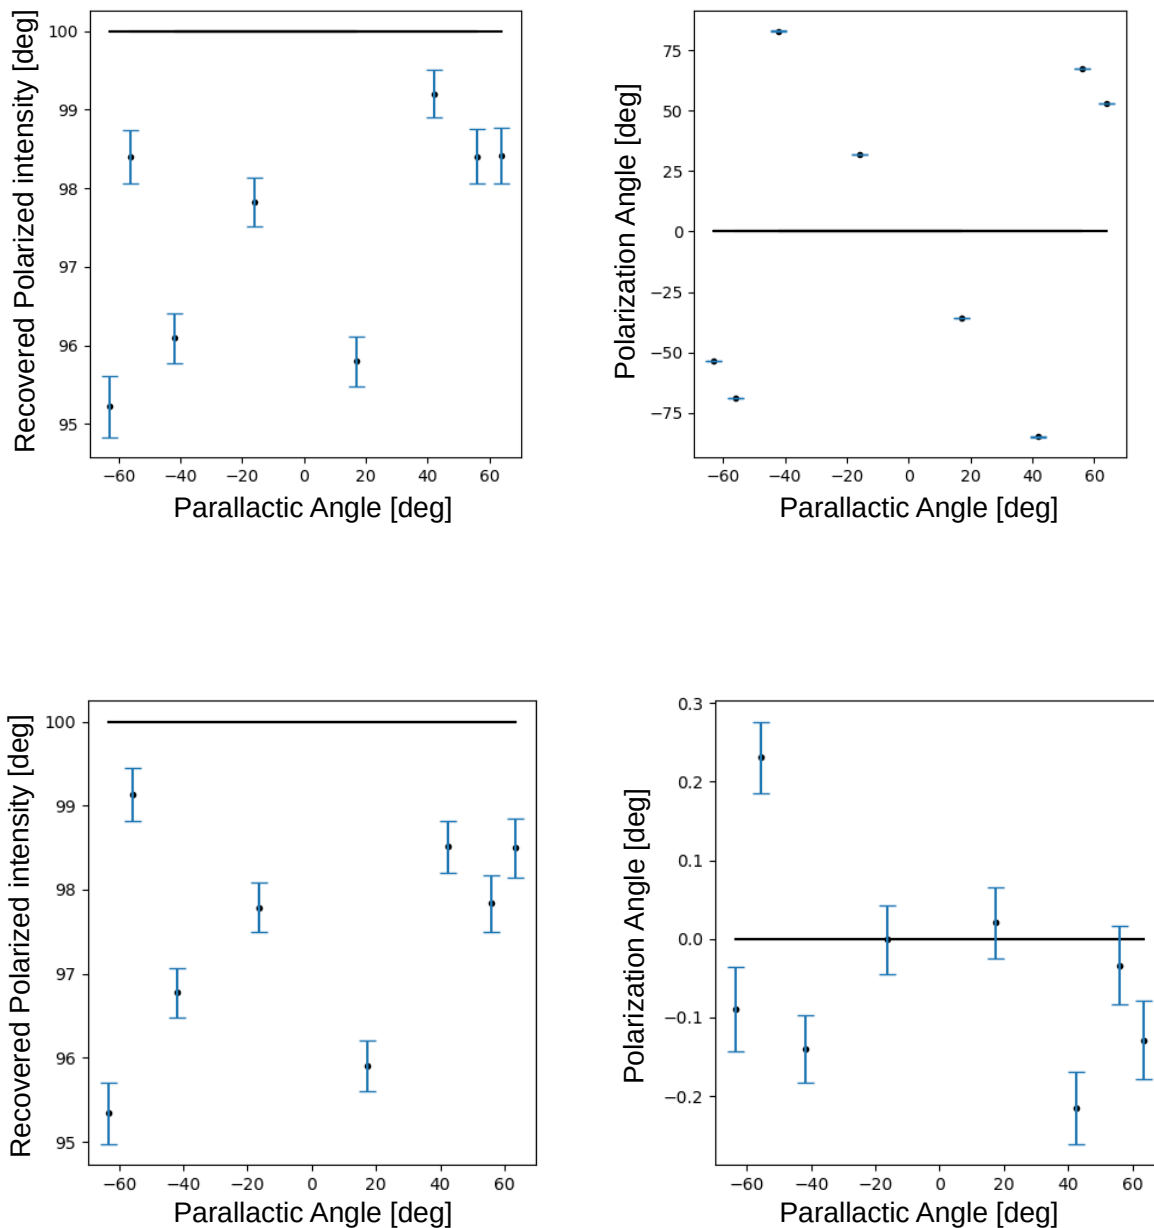 Recovered Polarized intensity [deg]
100
99
98
97
96
95
−60 −40 −20 0 20 40 60
Parallactic Angle [deg]
Polarization Angle [deg]
75
50
25
0
−25
−50
−75
−60 −40 −20 0 20 40 60
Parallactic Angle [deg]
Recovered Polarized intensity [deg]
100
99
98
97
96
95
−60 −40 −20 0 20 40 60
Parallactic Angle [deg]
Polarization Angle [deg]
0.3
0.2
0.1
0.0
−0.1
−0.2
−60 −40 −20 0 20 40 60
Parallactic Angle [deg]